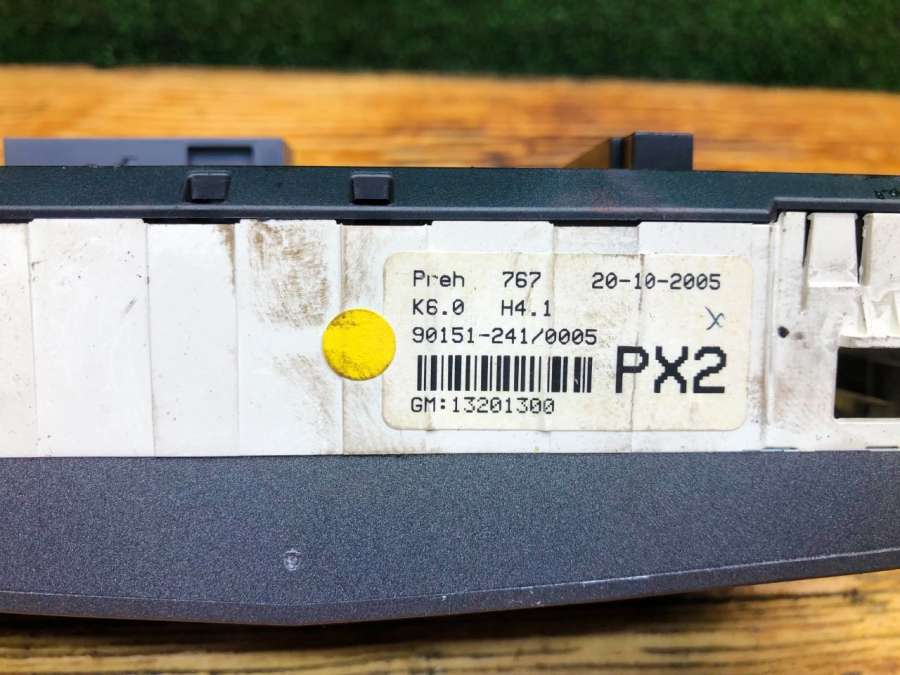 Preh 767 20-10-2005
K6.0 H4.1
90151-241/0005
PX2
GM:13201300